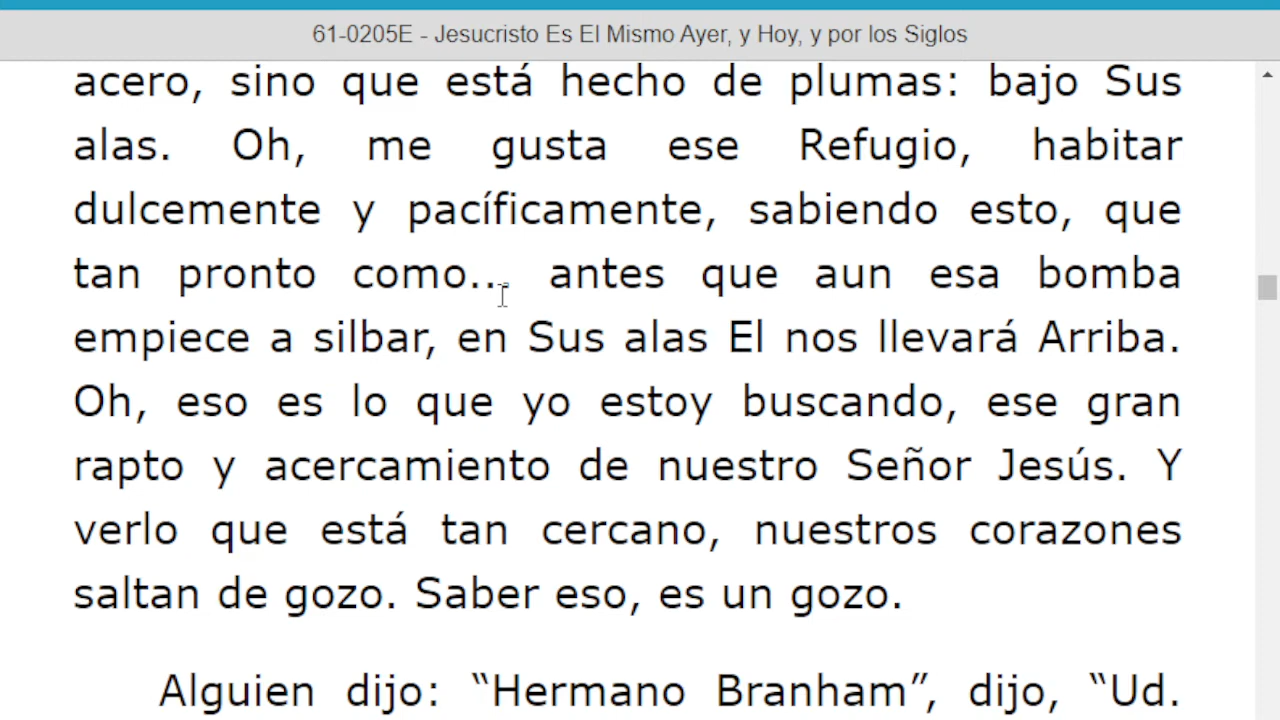 61-0205E - Jesucristo Es El Mismo Ayer, y Hoy, y por los Siglos
acero, sino que está hecho de plumas: bajo Sus
alas. Oh, me gusta ese Refugio, habitar
dulcemente y pacíficamente, sabiendo esto, que
tan pronto como... antes que aun esa bomba
empiece a silbar, en Sus alas El nos llevará Arriba.
Oh, eso es lo que yo estoy buscando, ese gran
rapto y acercamiento de nuestro Señor Jesús. Y
verlo que está tan cercano, nuestros corazones
saltan de gozo. Saber eso, es un gozo.
Alguien dijo: “Hermano Branham”, dijo, “Ud.